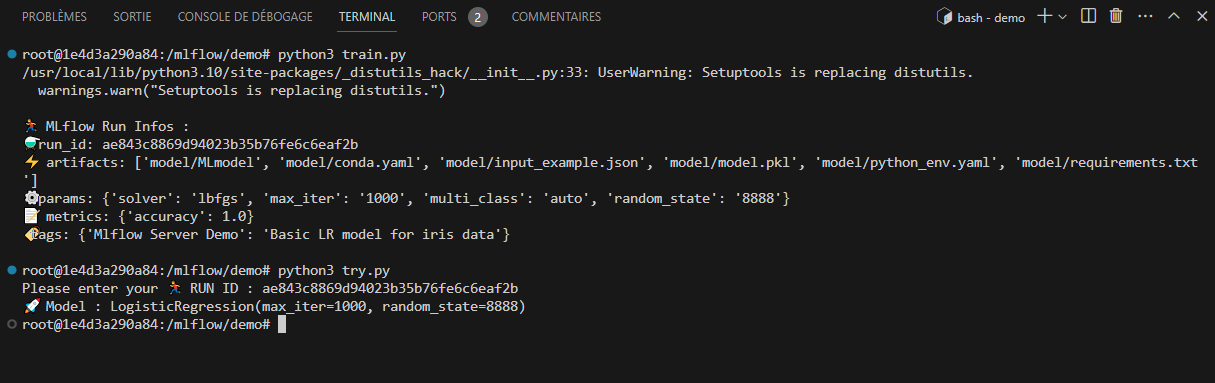 PROBLÈMES SORTIE CONSOLE DE DÉBOGAGE TERMINAL PORTS 2 COMMENTAIRES bash - demo
root@1e4d3a290a84:/mlflow/demo# python3 train.py
/usr/local/lib/python3.10/site-packages/_distutils_hack/__init__.py:33: UserWarning: Setuptools is replacing distutils.
warnings.warn("Setuptools is replacing distutils.")
🏃 MLflow Run Infos :
run_id: ae843c8869d94023b35b76fe6c6eaf2b
⚡ artifacts: ['model/MLmodel', 'model/conda.yaml', 'model/input_example.json', 'model/model.pkl', 'model/python_env.yaml', 'model/requirements.txt
']
⚙params: {'solver': 'lbfgs', 'max_iter': '1000', 'multi_class': 'auto', 'random_state': '8888'}
📝 metrics: {'accuracy': 1.0}
tags: {'Mlflow Server Demo': 'Basic LR model for iris data'}
root@1e4d3a290a84:/mlflow/demo# python3 try.py
Please enter your 🏃 RUN ID : ae843c8869d94023b35b76fe6c6eaf2b
🚀 Model : LogisticRegression(max_iter=1000, random_state=8888)
root@1e4d3a290a84:/mlflow/demo#